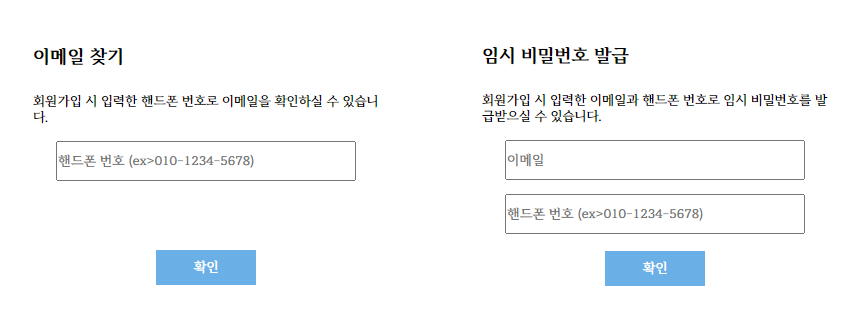 이메일 찾기
회원가입 시 입력한 핸드폰 번호로 이메일을 확인하실 수 있습니
다.
핸드폰 번호 (ex>010-1234-5678)
확인
임시 비밀번호 발급
회원가입 시 입력한 이메일과 핸드폰 번호로 임시 비밀번호를 발
급받으실 수 있습니다.
이메일
핸드폰 번호 (ex>010-1234-5678)
확인